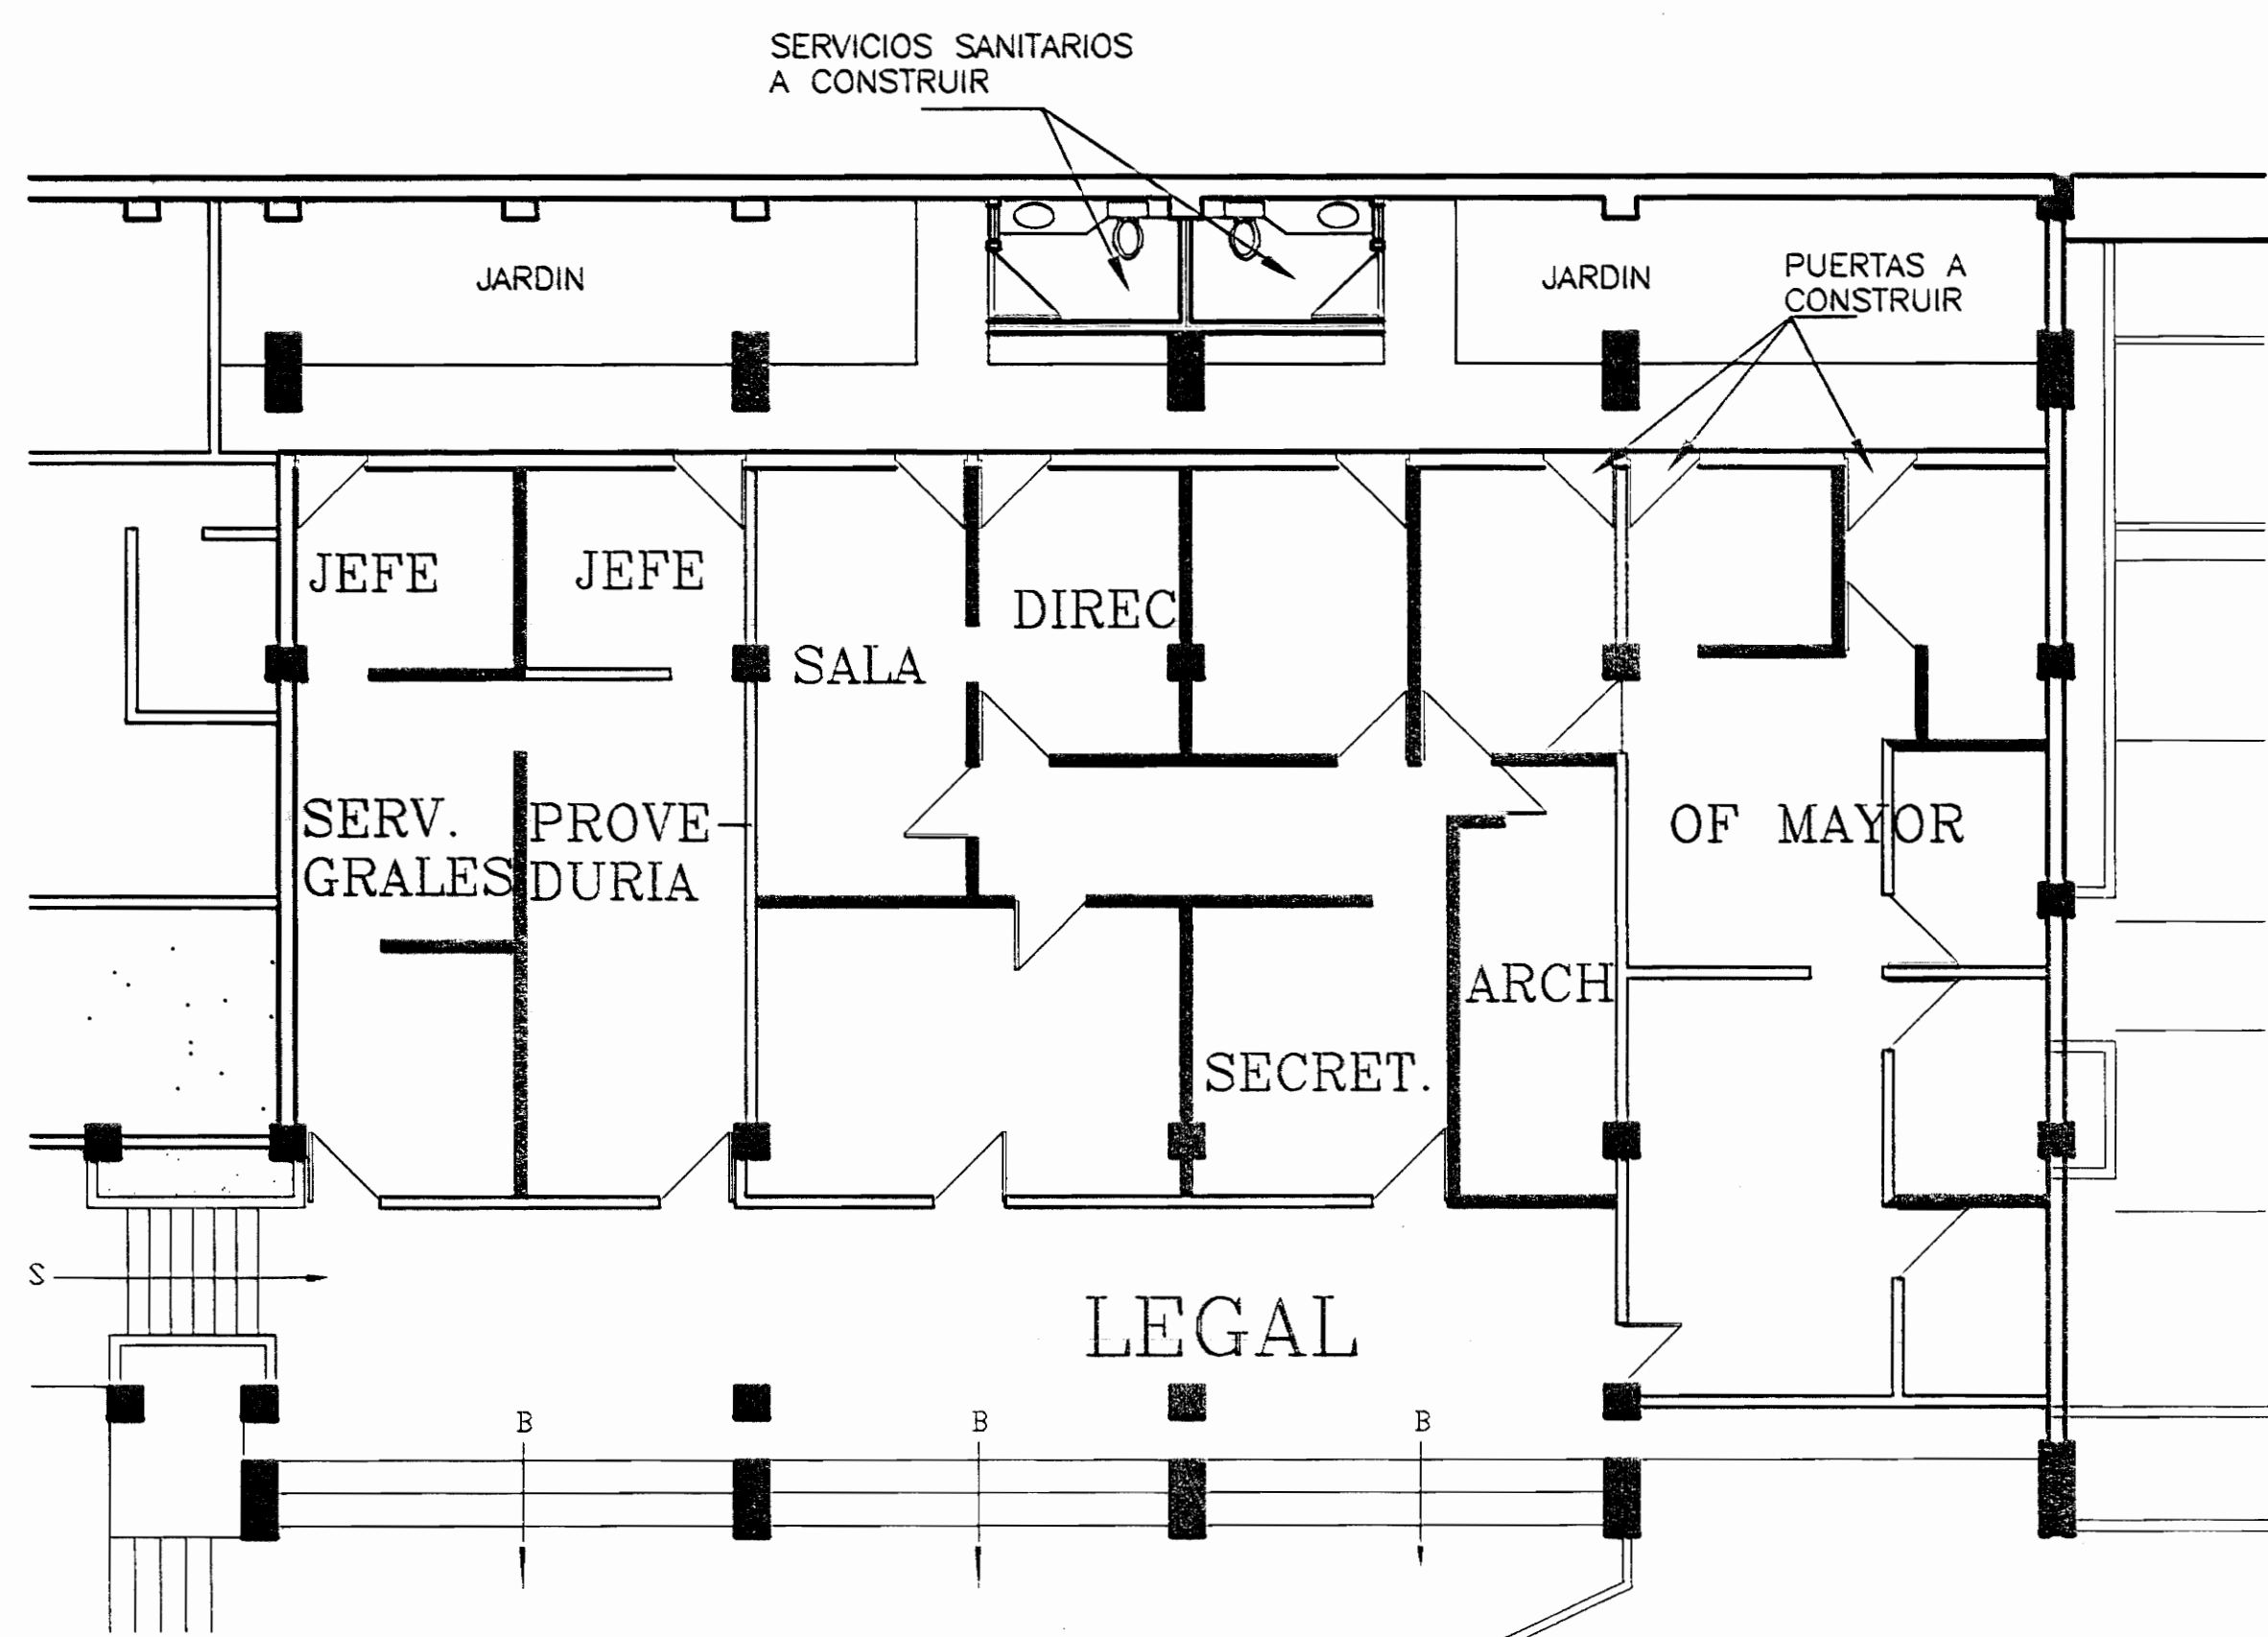 SERVICIOS SANITARIOS
A CONSTRUIR
JARDIN
JARDIN
PUERTAS A
CONSTRUIR
JEFE
JEFE
DIREC
SALA
SERV.
GRALES
PROVE-
DURIA
OF MAYOR
ARCH
SECRET.
S
LEGAL
B
B
B